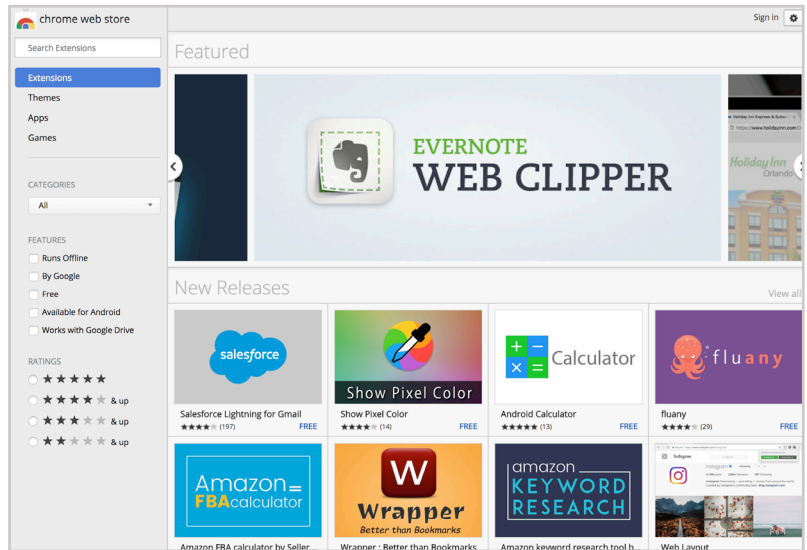 chrome web store
Sign in
Search Extensions
Extensions
Themes
Apps
Games
CATEGORIES
All
FEATURES
Runs Offline
By Google
Free
Available for Android
Works with Google Drive
RATINGS
& up
& up
& up
Featured
EVERNOTE
WEB CLIPPER
Holiday Inn
Orlando
New Releases
View all
salesforce
Salesforce Lightning for Gmail
(197) FREE
Show Pixel Color
Show Pixel Color
(14) FREE
Calculator
Android Calculator
(13) FREE
fluany
fluany
(29) FREE
Amazon
FBAcalculator
Amazon FBA calculator by Seller...
W
Wrapper
Better than Bookmarks
Wrapper : Better than Bookmarks
amazon
KEYWORD
RESEARCH
Amazon keyword research tool b...
Instagram
instagram
Web Layout